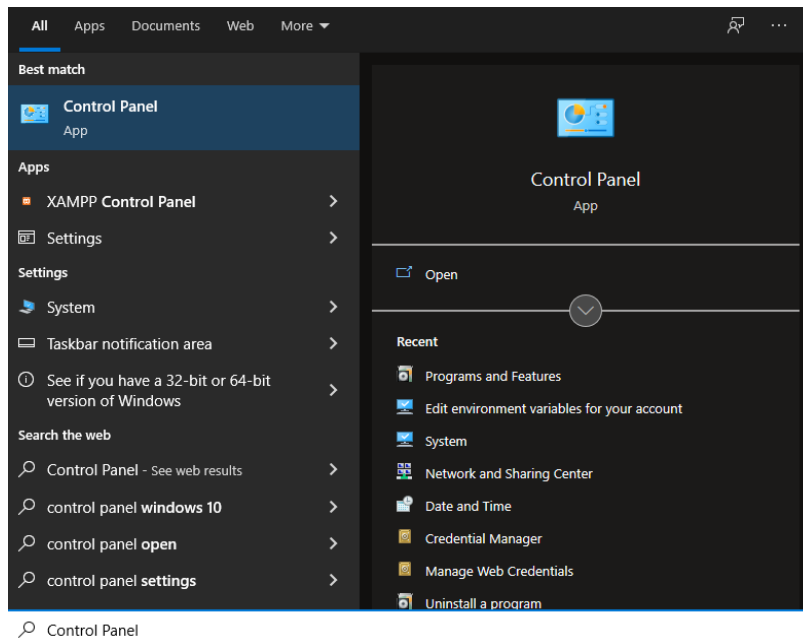 All Apps Documents Web More
Best match
Control Panel
App
Apps
XAMPP Control Panel
Settings
Settings
System
Taskbar notification area
See if you have a 32-bit or 64-bit
version of Windows
Search the web
Control Panel - See web results
control panel windows 10
control panel open
control panel settings
Control Panel
App
Open
Recent
Programs and Features
Edit environment variables for your account
System
Network and Sharing Center
Date and Time
Credential Manager
Manage Web Credentials
Uninstall a program
Control Panel